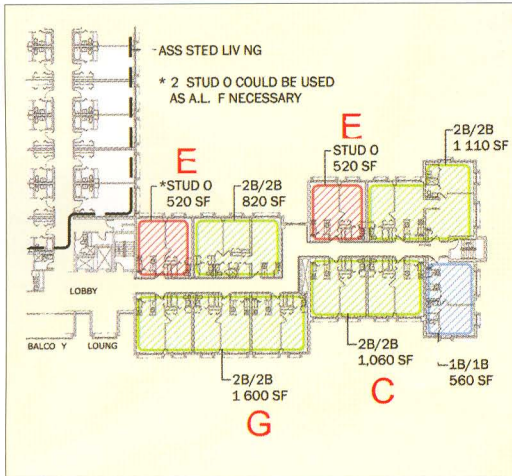 ASS STED LIV NG
* 2 STUD O COULD BE USED
AS A.L. F NECESSARY
E
STUD O
520 SF
2B/2B
1 110 SF
E
*STUD O
520 SF
2B/2B
820 SF
LOBBY
BALCO Y
LOUNG
2B/2B
1 600 SF
G
2B/2B
1,060 SF
C
1B/1B
560 SF